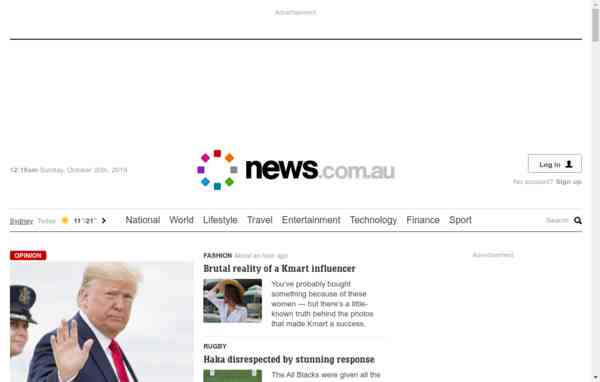 Advertisement
12:15am Sunday, October 20th, 2019
news.com.au
Log in
No account? Sign up
Sydney Today 11°/21°
National World Lifestyle Travel Entertainment Technology Finance Sport
Search
OPINION
FASHION About an hour ago
Brutal reality of a Kmart influencer
You've probably bought
something because of these
women — but there's a little-
known truth behind the photos
that made Kmart a success.
Advertisement
RUGBY
Haka disrespected by stunning response
The All Blacks were given all the